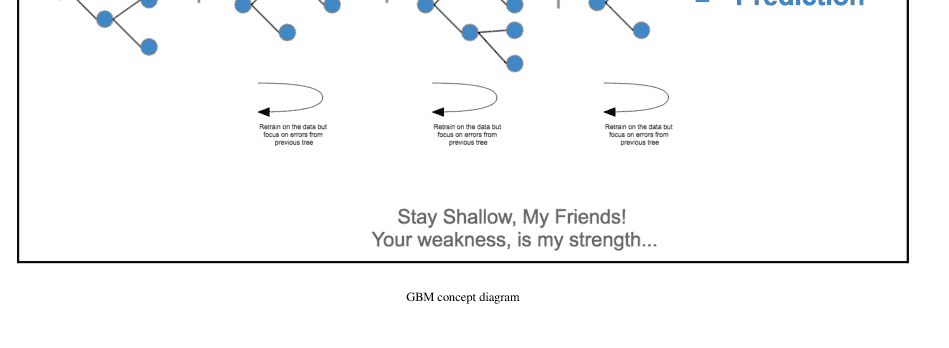 = Prediction
Retrain on the data but
focus on errors from
previous tree
Retrain on the data but
focus on errors from
previous tree
Retrain on the data but
focus on errors from
previous tree
Stay Shallow, My Friends!
Your weakness, is my strength...
GBM concept diagram